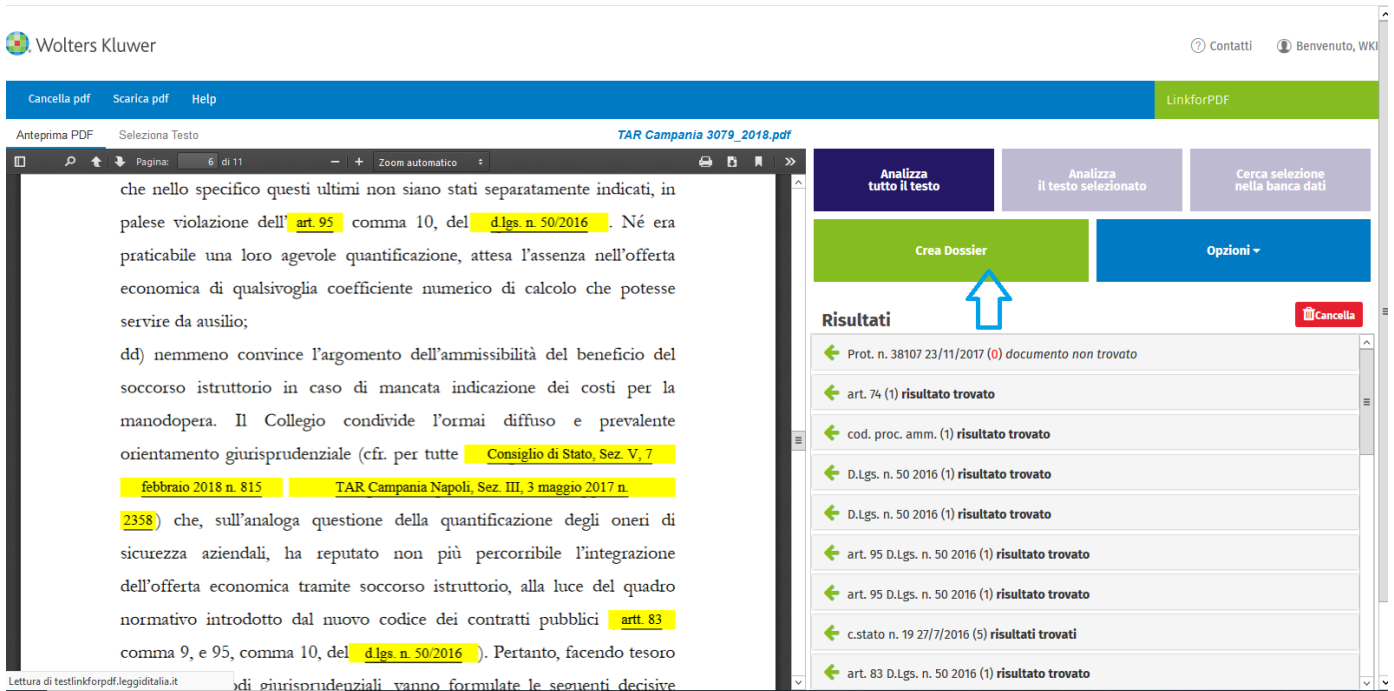 Wolters Kluwer
Contatti
Benvenuto, WKI
Cancella pdf
Scarica pdf
Help
LinkforPDF
Anteprima PDF
Seleziona Testo
TAR Campania 3079_2018.pdf
Pagina: 6 di 11
Zoom automatico
che nello specifico questi ultimi non siano stati separatamente indicati, in
palese violazione dell' art. 95 comma 10, del d.lgs. n. 50/2016 . Né era
praticabile una loro agevole quantificazione, attesa l'assenza nell'offerta
economica di qualsivoglia coefficiente numerico di calcolo che potesse
servire da ausilio;
dd) nemmeno convince l'argomento dell'ammissibilità del beneficio del
soccorso istruttorio in caso di mancata indicazione dei costi per la
manodopera. Il Collegio condivide l'ormai diffuso e prevalente
orientamento giurisprudenziale (cfr. per tutte Consiglio di Stato, Sez. V, 7
febbraio 2018 n. 815 TAR Campania Napoli, Sez. III, 3 maggio 2017 n.
2358) che, sull'analoga questione della quantificazione degli oneri di
sicurezza aziendali, ha reputato non più percorribile l'integrazione
dell'offerta economica tramite soccorso istruttorio, alla luce del quadro
normativo introdotto dal nuovo codice dei contratti pubblici artt. 83
comma 9, e 95, comma 10, del d.lgs. n. 50/2016 ). Pertanto, facendo tesoro
odi giurisprudenziali vanno formulate le seguenti decisive
Lettura di testlinkforpdf.leggiditalia.it
Analizza
tutto il testo
Analizza
il testo selezionato
Cerca selezione
nella banca dati
Crea Dossier
Opzioni
Risultati
Cancella
Prot. n. 38107 23/11/2017 (0) documento non trovato
art. 74 (1) risultato trovato
cod. proc. amm. (1) risultato trovato
D.Lgs. n. 50 2016 (1) risultato trovato
D.Lgs. n. 50 2016 (1) risultato trovato
art. 95 D.Lgs. n. 50 2016 (1) risultato trovato
art. 95 D.Lgs. n. 50 2016 (1) risultato trovato
c.stato n. 19 27/7/2016 (5) risultati trovati
art. 83 D.Lgs. n. 50 2016 (1) risultato trovato